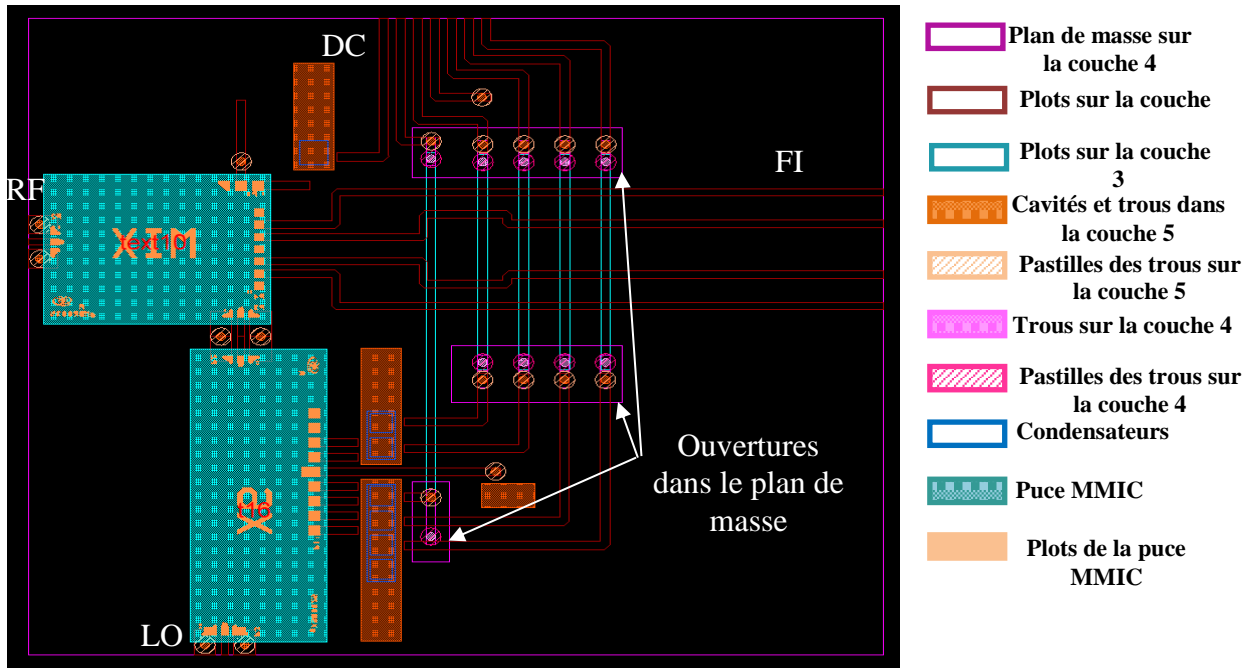 DC
RF
FI
XIM
text10
X2
t16
LO
Ouvertures
dans le plan de
masse
Plan de masse sur
la couche 4
Plots sur la couche
Plots sur la couche
3
Cavités et trous dans
la couche 5
Pastilles des trous sur
la couche 5
Trous sur la couche 4
Pastilles des trous sur
la couche 4
Condensateurs
Puce MMIC
Plots de la puce
MMIC